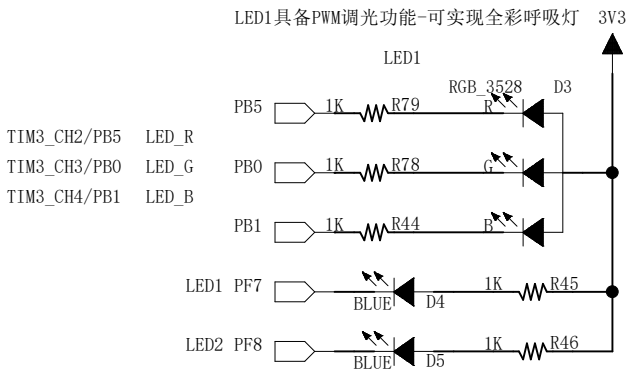 LED1具备PWM调光功能-可实现全彩呼吸灯 3V3
LED1
RGB_3528 D3
PB5 1K R79 R
TIM3_CH2/PB5 LED_R
TIM3_CH3/PB0 LED_G PB0 1K R78 G
TIM3_CH4/PB1 LED_B
PB1 1K R44 B
LED1 PF7 BLUE D4 1K R45
LED2 PF8 BLUE D5 1K R46